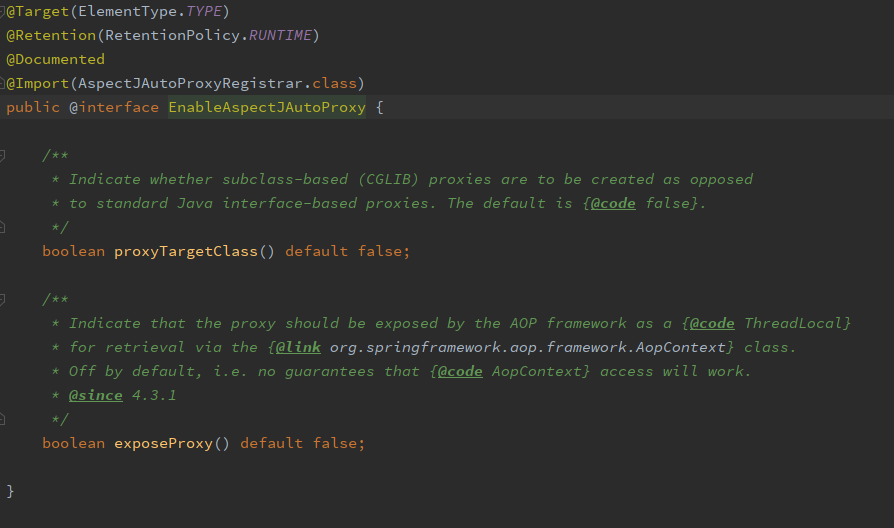 @Target(ElementType.TYPE)
@Retention(RetentionPolicy.RUNTIME)
@Documented
@Import(AspectJAutoProxyRegistrar.class)
public @interface EnableAspectJAutoProxy {
/**
* Indicate whether subclass-based (CGLIB) proxies are to be created as opposed
* to standard Java interface-based proxies. The default is {@code false}.
*/
boolean proxyTargetClass() default false;
/**
* Indicate that the proxy should be exposed by the AOP framework as a {@code ThreadLocal}
* for retrieval via the {@link org.springframework.aop.framework.AopContext} class.
* Off by default, i.e. no guarantees that {@code AopContext} access will work.
* @since 4.3.1
*/
boolean exposeProxy() default false;
}